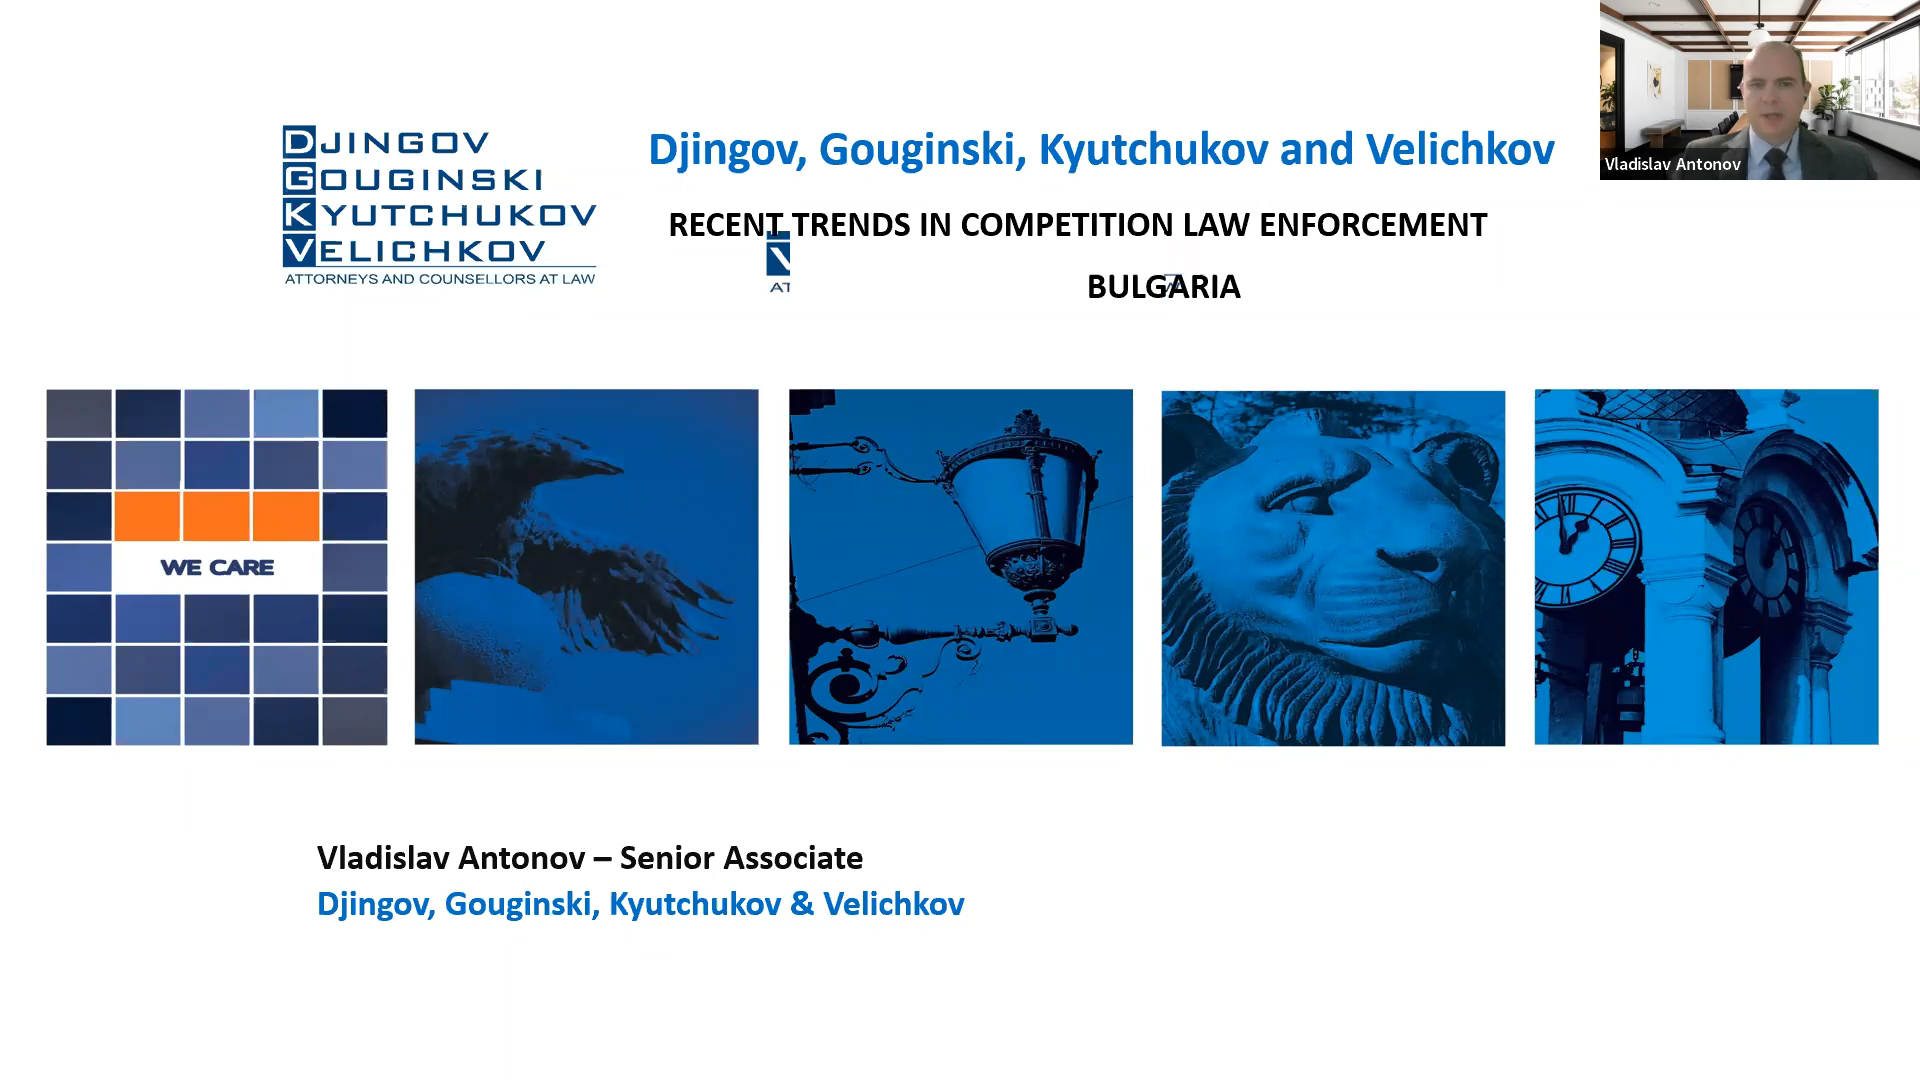 DJINGOV
GOUGINSKI
KYUTCHUKOV
VELICHKOV
ATTORNEYS AND COUNSELLORS AT LAW
Djingov, Gouginski, Kyutchukov and Velichkov
RECENT TRENDS IN COMPETITION LAW ENFORCEMENT
V
AT
BULGARIA
Vladislav Antonov
WE CARE
Vladislav Antonov – Senior Associate
Djingov, Gouginski, Kyutchukov & Velichkov